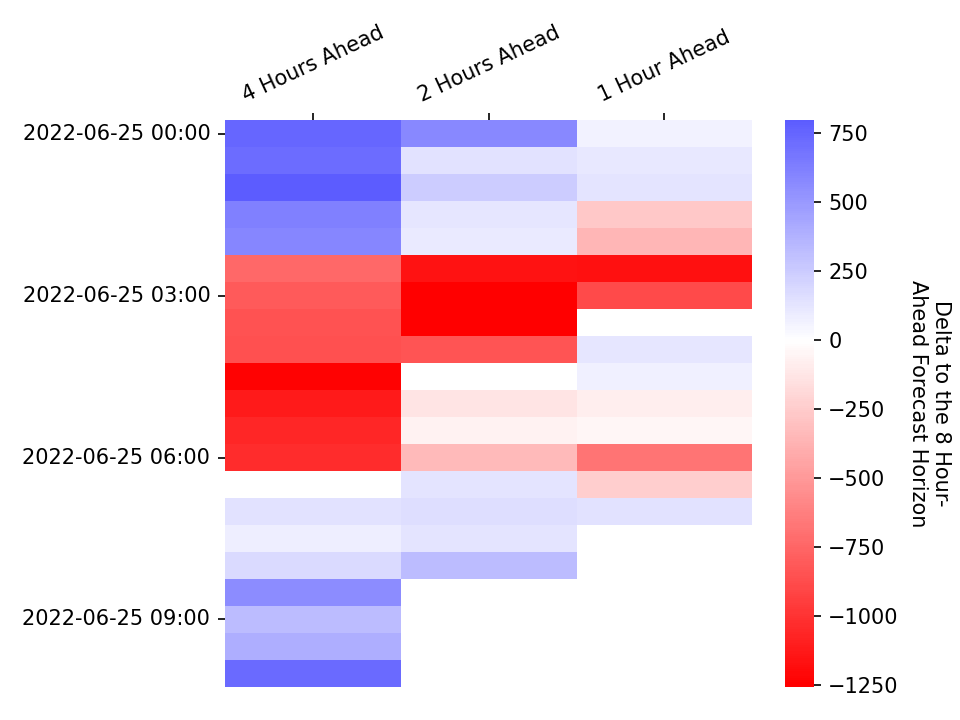 4 Hours Ahead
2 Hours Ahead
1 Hour Ahead
2022-06-25 00:00
2022-06-25 03:00
2022-06-25 06:00
2022-06-25 09:00
750
500
250
0
−250
−500
−750
−1000
−1250
Delta to the 8 Hour-
Ahead Forecast Horizon